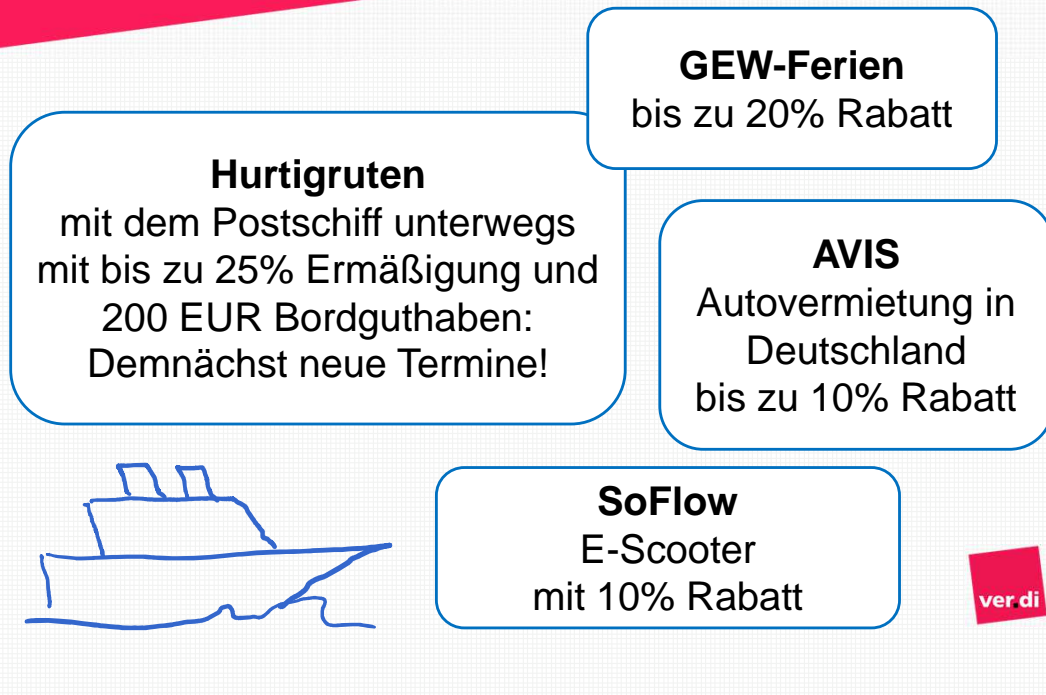 GEW-Ferien
bis zu 20% Rabatt
Hurtigruten
mit dem Postschiff unterwegs
mit bis zu 25% Ermäßigung und
200 EUR Bordguthaben:
Demnächst neue Termine!
AVIS
Autovermietung in
Deutschland
bis zu 10% Rabatt
SoFlow
E-Scooter
mit 10% Rabatt
ver.di